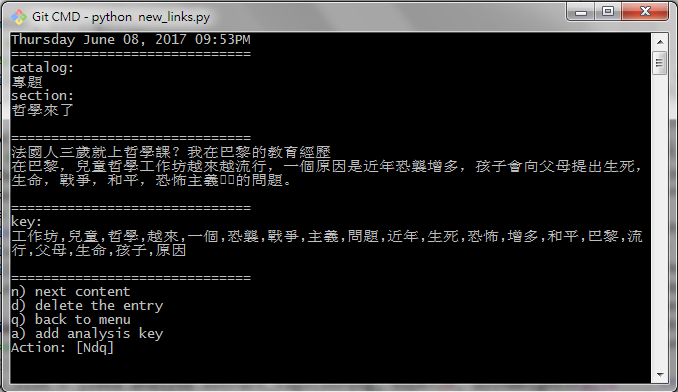 Git CMD - python  new_links.py
Thursday June 08, 2017 09:53PM
==============================
catalog:
專題
section:
哲學來了
==============================
法國人三歲就上哲學課？我在巴黎的教育經歷
在巴黎，兒童哲學工作坊越來越流行，一個原因是近年恐襲增多，孩子會向父母提出生死，
生命，戰爭，和平，恐怖主義□□的問題。
==============================
key:
工作坊,兒童,哲學,越來,一個,恐襲,戰爭,主義,問題,近年,生死,恐怖,增多,和平,巴黎,流
行,父母,生命,孩子,原因
==============================
n) next content
d) delete the entry
q) back to menu
a) add analysis key
Action: [Ndq]